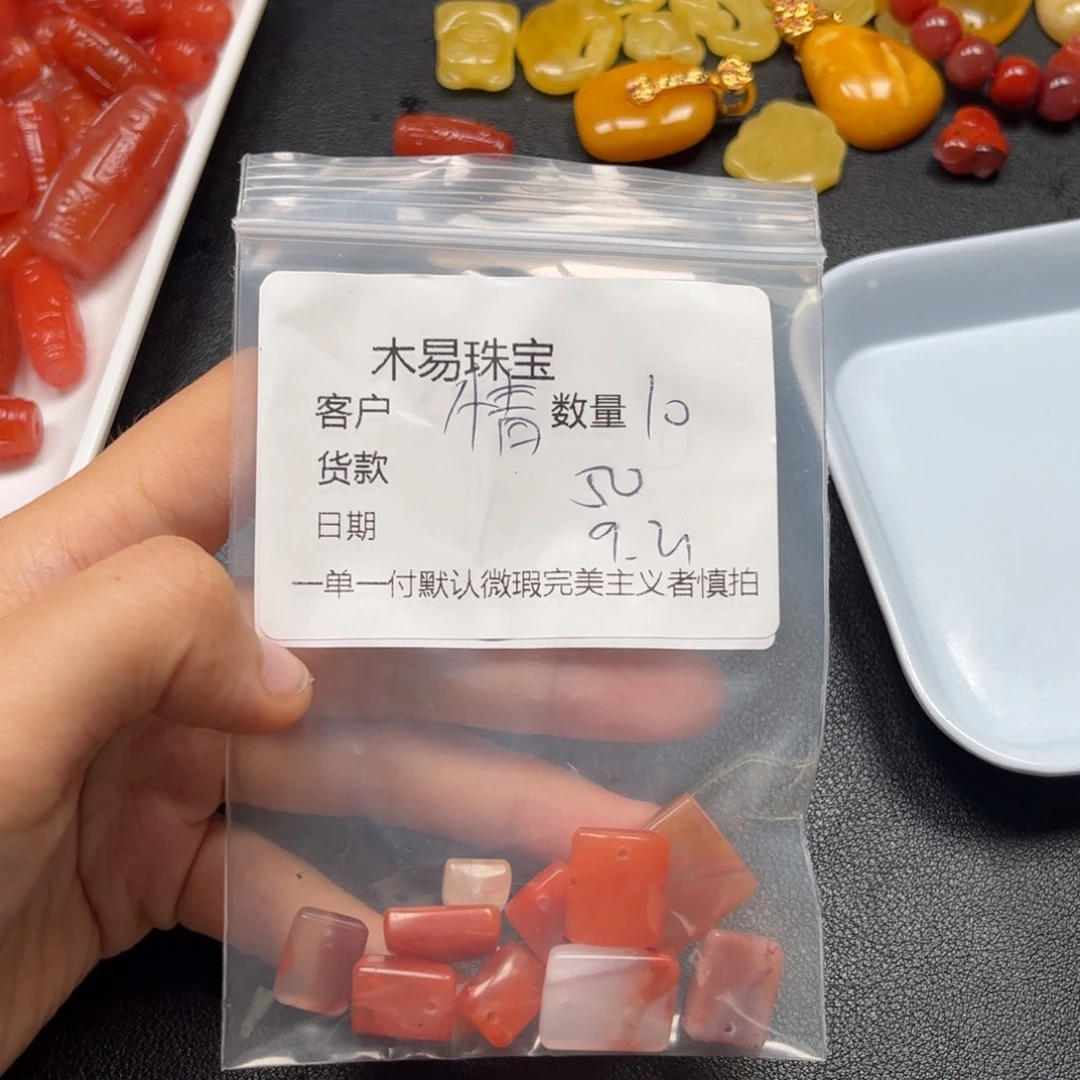 木易珠宝
客户 情 数量 10
货款 50
日期 9-21
一单一付默认微瑕完美主义者慎拍